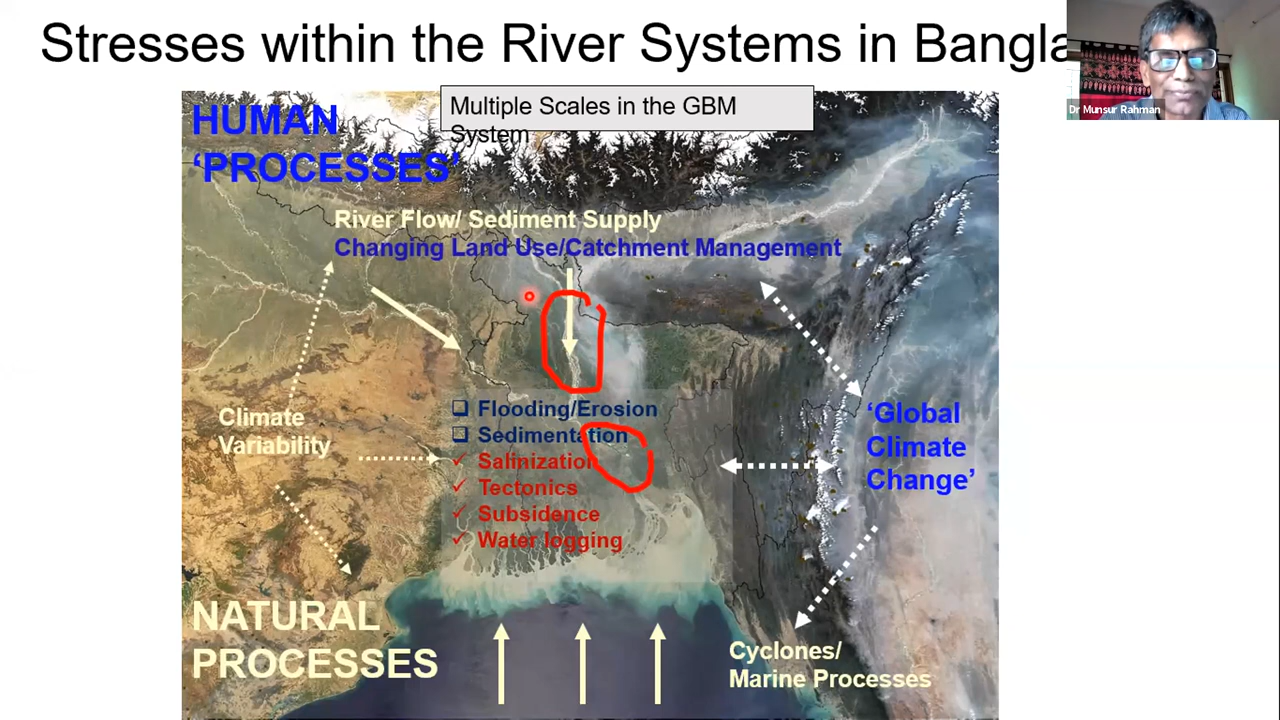 Stresses within the River Systems in Bangla
Dr Munsur Rahman
Multiple Scales in the GBM
System
HUMAN
‘PROCESSES’
River Flow/ Sediment Supply
Changing Land Use/Catchment Management
Climate
Variability
Flooding/Erosion
Sedimentation
Salinization
Tectonics
Subsidence
Water logging
‘Global
Climate
Change’
NATURAL
PROCESSES
Cyclones/
Marine Processes